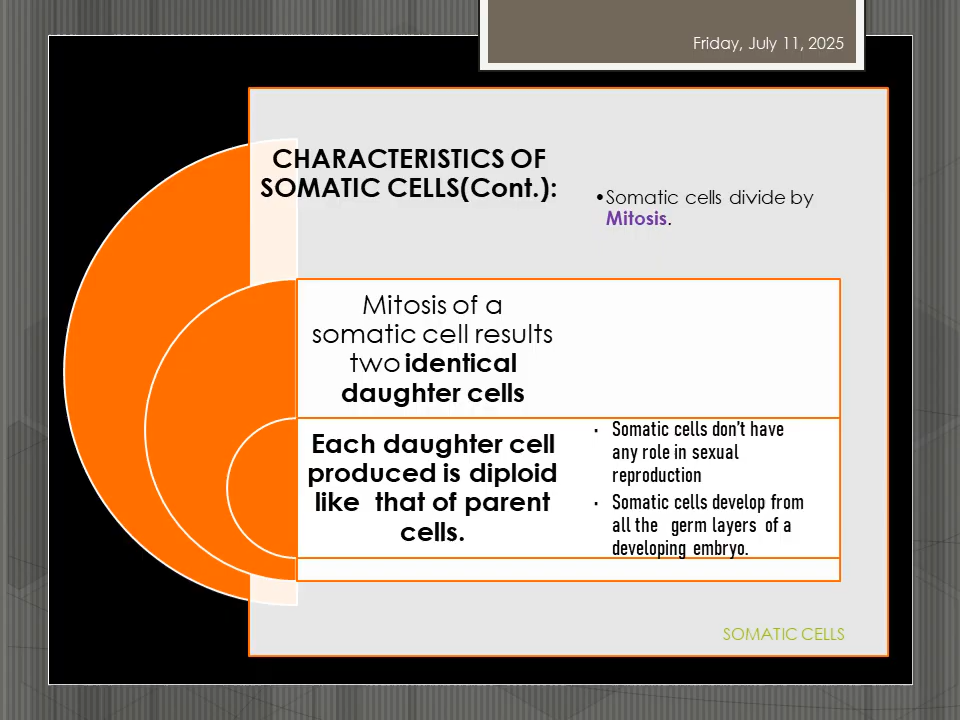 Friday, July 11, 2025
CHARACTERISTICS OF
SOMATIC CELLS(Cont.):
•Somatic cells divide by
Mitosis.
Mitosis of a
somatic cell results
two identical
daughter cells
Each daughter cell
produced is diploid
like that of parent
cells.
• Somatic cells don't have
any role in sexual
reproduction
• Somatic cells develop from
all the germ layers of a
developing embryo.
SOMATIC CELLS